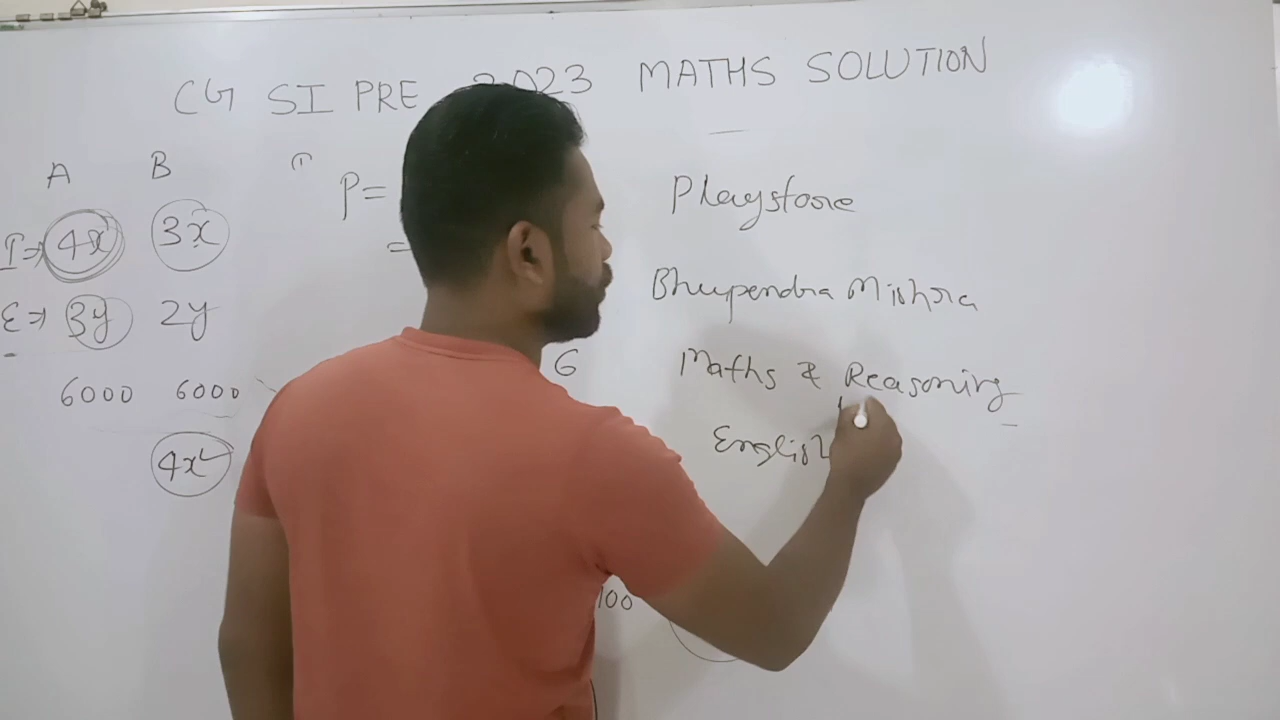 CG SI PRE 2023 MATHS SOLUTION
A B
I ⇒ 4x 3x
E ⇒ 3y 2y
6000 6000
4x
P =
=
6
100
Playstore
Bhupendra Mishra
Maths & Reasoning
English